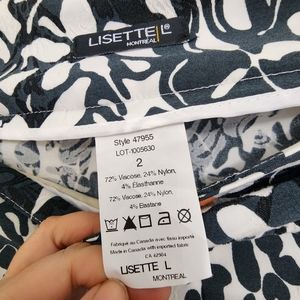 LISETTE L
MONTRÉAL
Style 47955
LOT-1005630
2
72% Viscose, 24% Nylon,
4% Elasthanne
72% Viscose, 24% Nylon,
4% Elastane
Fabriqué au Canada avec tissu importé
Made in Canada with imported fabric
CA 42904
LISETTE L
MONTREAL